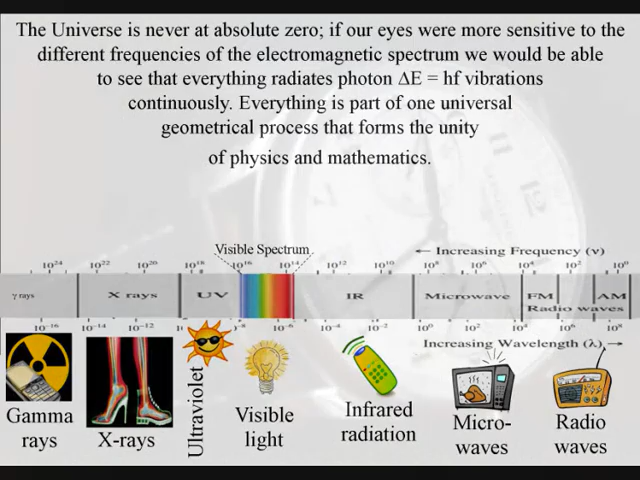 The Universe is never at absolute zero; if our eyes were more sensitive to the
different frequencies of the electromagnetic spectrum we would be able
to see that everything radiates photon ΔE = hf vibrations
continuously. Everything is part of one universal
geometrical process that forms the unity
of physics and mathematics.
Visible Spectrum
← Increasing Frequency (ν)
10²⁴ 10²² 10²⁰ 10¹⁸ 10¹⁶ 10¹⁴ 10¹² 10¹⁰ 10⁸ 10⁶ 10⁴ 10² 10⁰
γ rays X rays UV IR Microwave FM AM
Radio waves
10⁻¹⁶ 10⁻¹⁴ 10⁻¹² 10⁻⁶ 10⁻⁴ 10⁻² 10⁰ 10² 10⁴ 10⁶ 10⁸
Increasing Wavelength (λ) →
Gamma
rays
X-rays
Ultraviolet
Visible
light
Infrared
radiation
Micro-
waves
Radio
waves